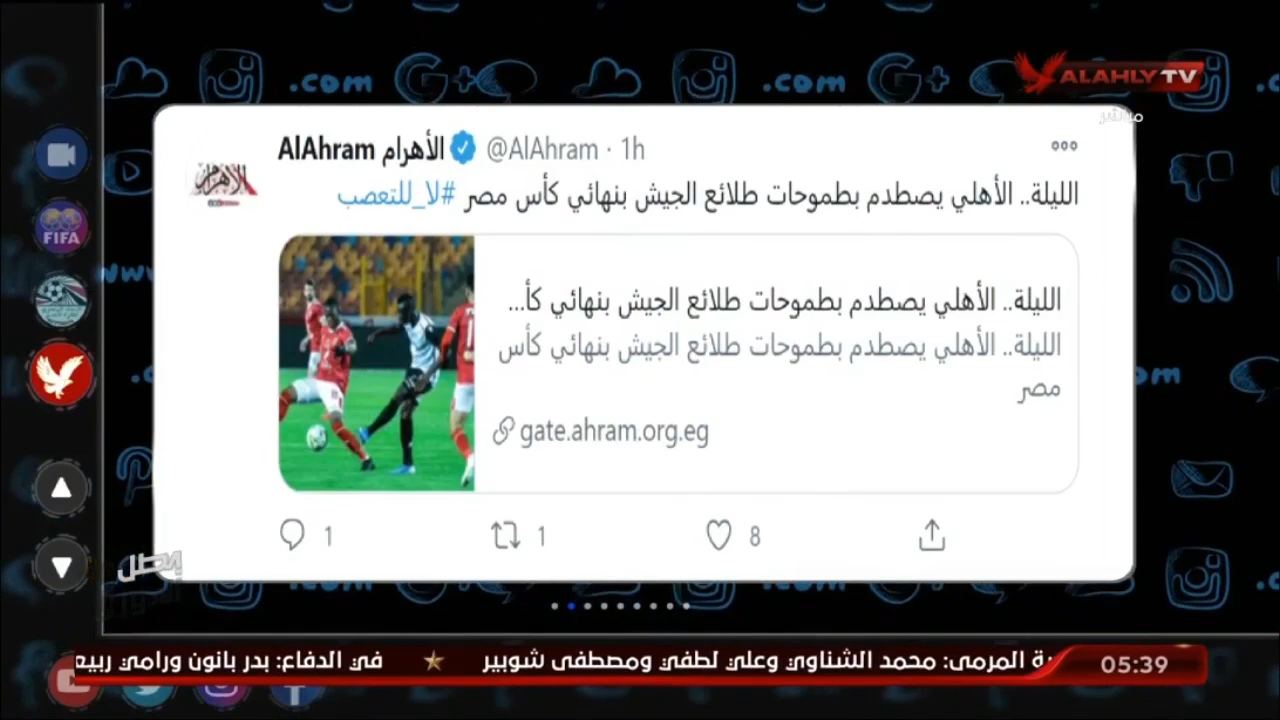 ALAHLY TV
مباشر
AlAhram الأهرام @AlAhram · 1h
الليلة.. الأهلي يصطدم بطموحات طلائع الجيش بنهائي كأس مصر #لا_للتعصب
الليلة.. الأهلي يصطدم بطموحات طلائع الجيش بنهائي كأ...
الليلة.. الأهلي يصطدم بطموحات طلائع الجيش بنهائي كأس
مصر
gate.ahram.org.eg
1 1 8
FIFA
.com .com
G+ G+
ة المرمى: محمد الشناوي وعلي لطفي ومصطفى شوبير ★ في الدفاع: بدر بانون ورامي ربيع
05:39